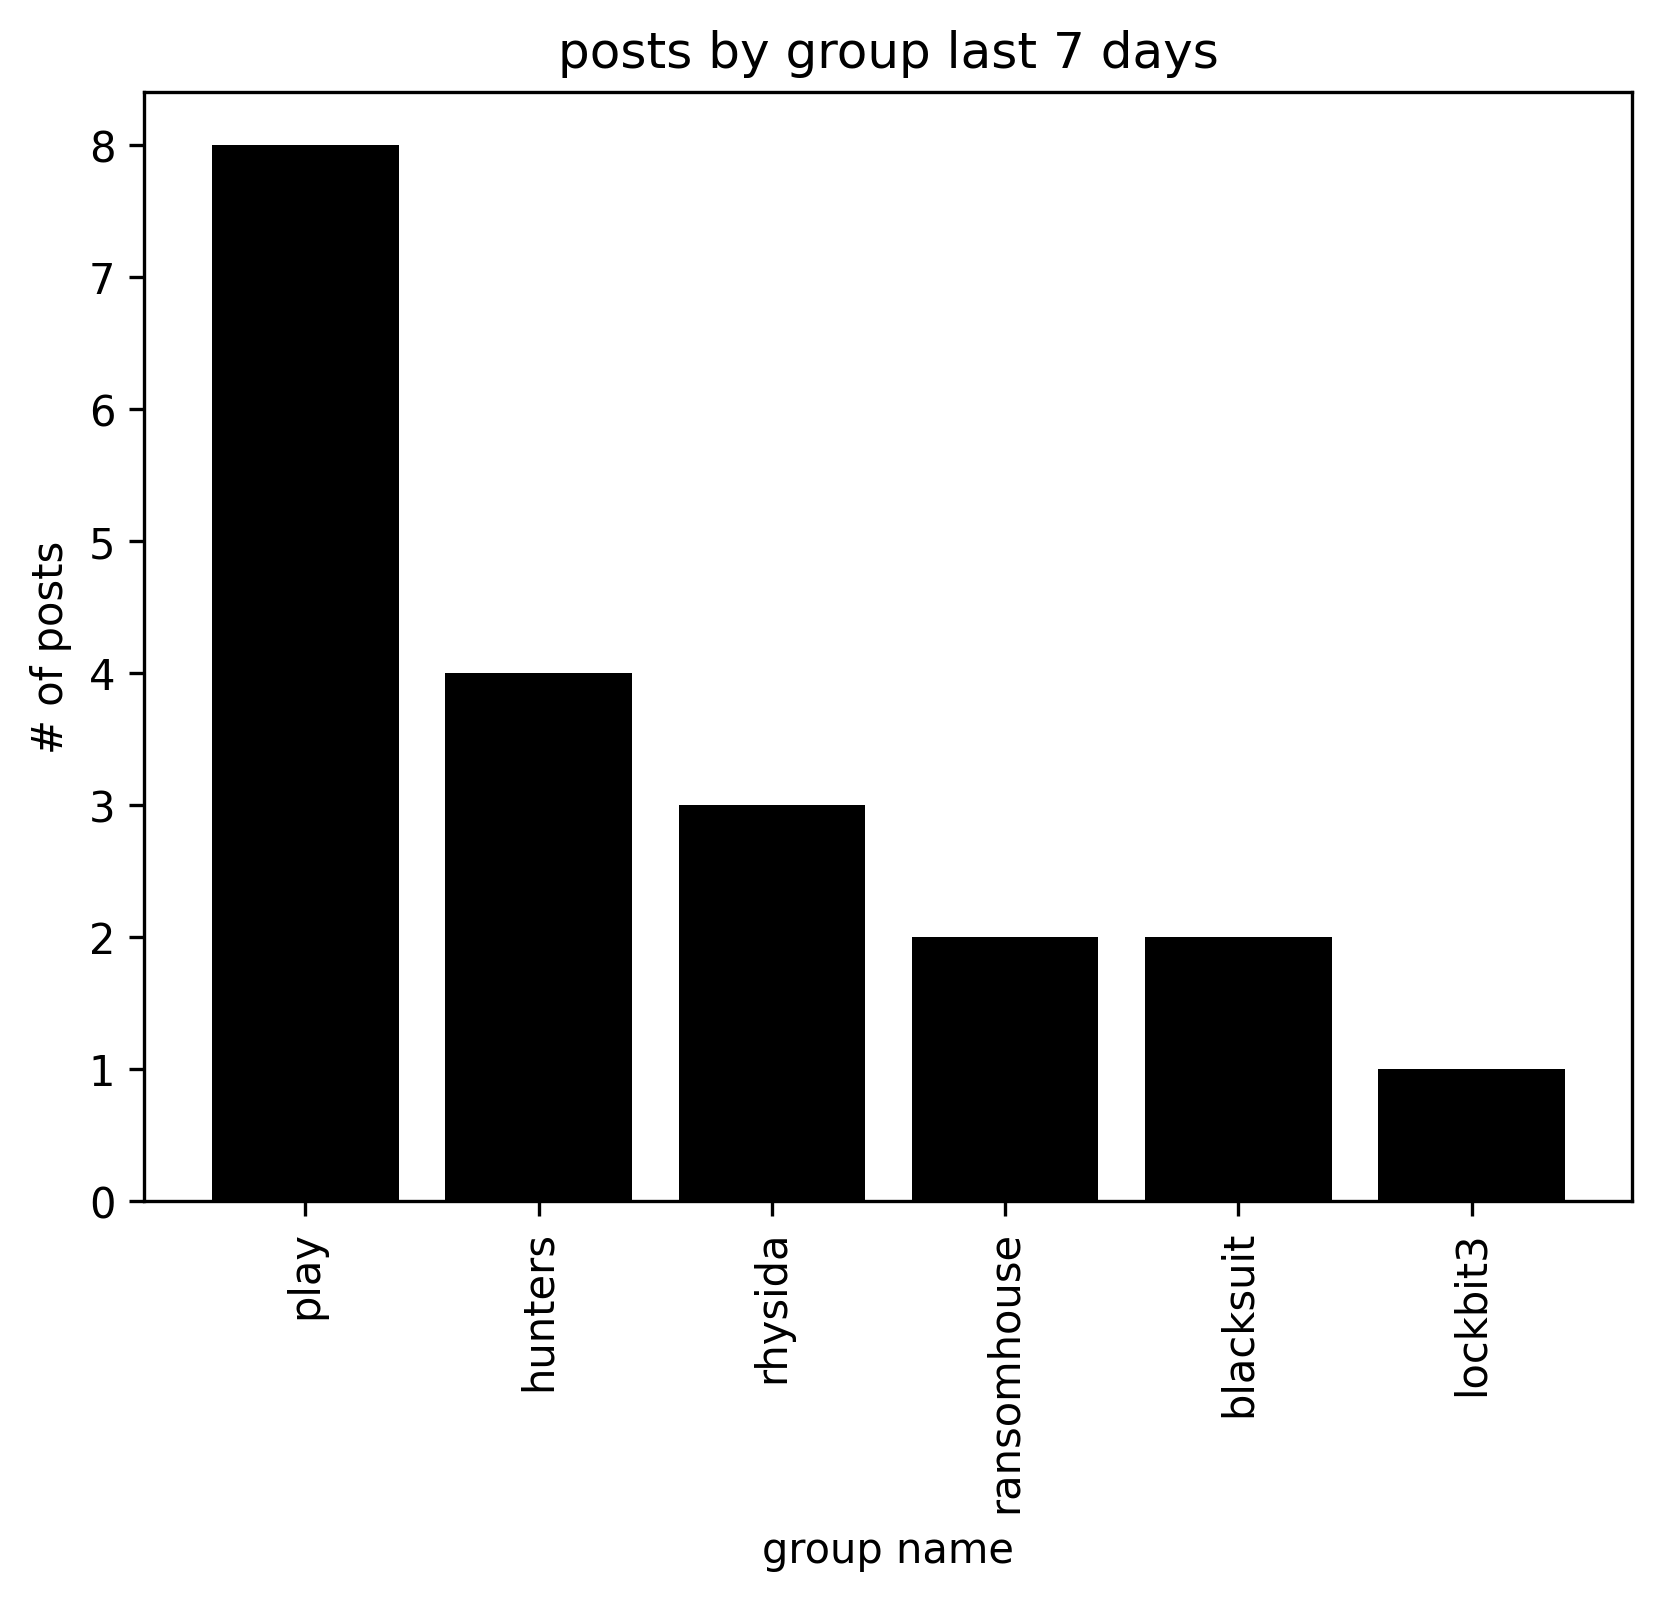 posts by group last 7 days
# of posts
8
7
6
5
4
3
2
1
0
play
hunters
rhysida
ransomhouse
blacksuit
lockbit3
group name